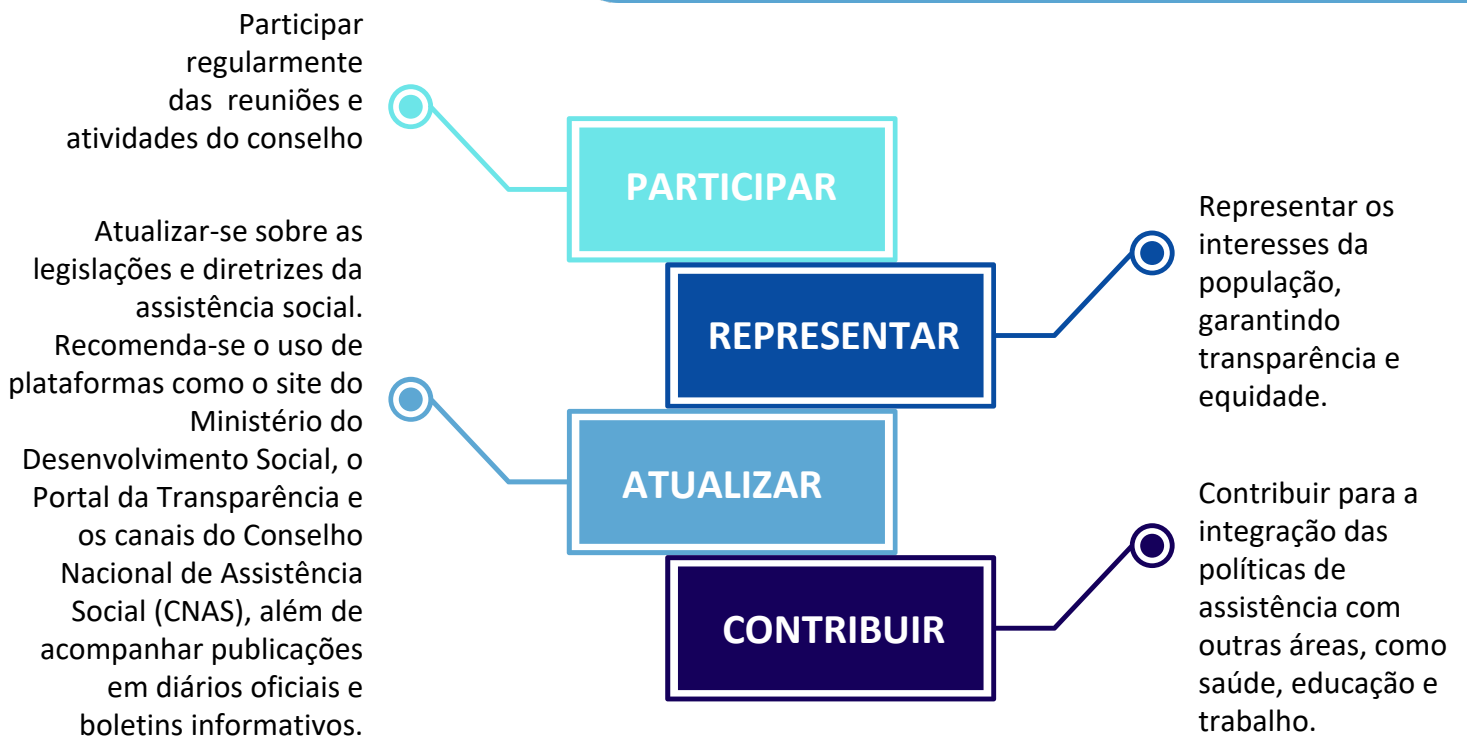 Participar
regularmente
das reuniões e
atividades do conselho
PARTICIPAR
Representar os
interesses da
população,
garantindo
transparência e
equidade.
REPRESENTAR
Atualizar-se sobre as
legislações e diretrizes da
assistência social.
Recomenda-se o uso de
plataformas como o site do
Ministério do
Desenvolvimento Social, o
Portal da Transparência e
os canais do Conselho
Nacional de Assistência
Social (CNAS), além de
acompanhar publicações
em diários oficiais e
boletins informativos.
ATUALIZAR
Contribuir para a
integração das
políticas de
assistência com
outras áreas, como
saúde, educação e
trabalho.
CONTRIBUIR